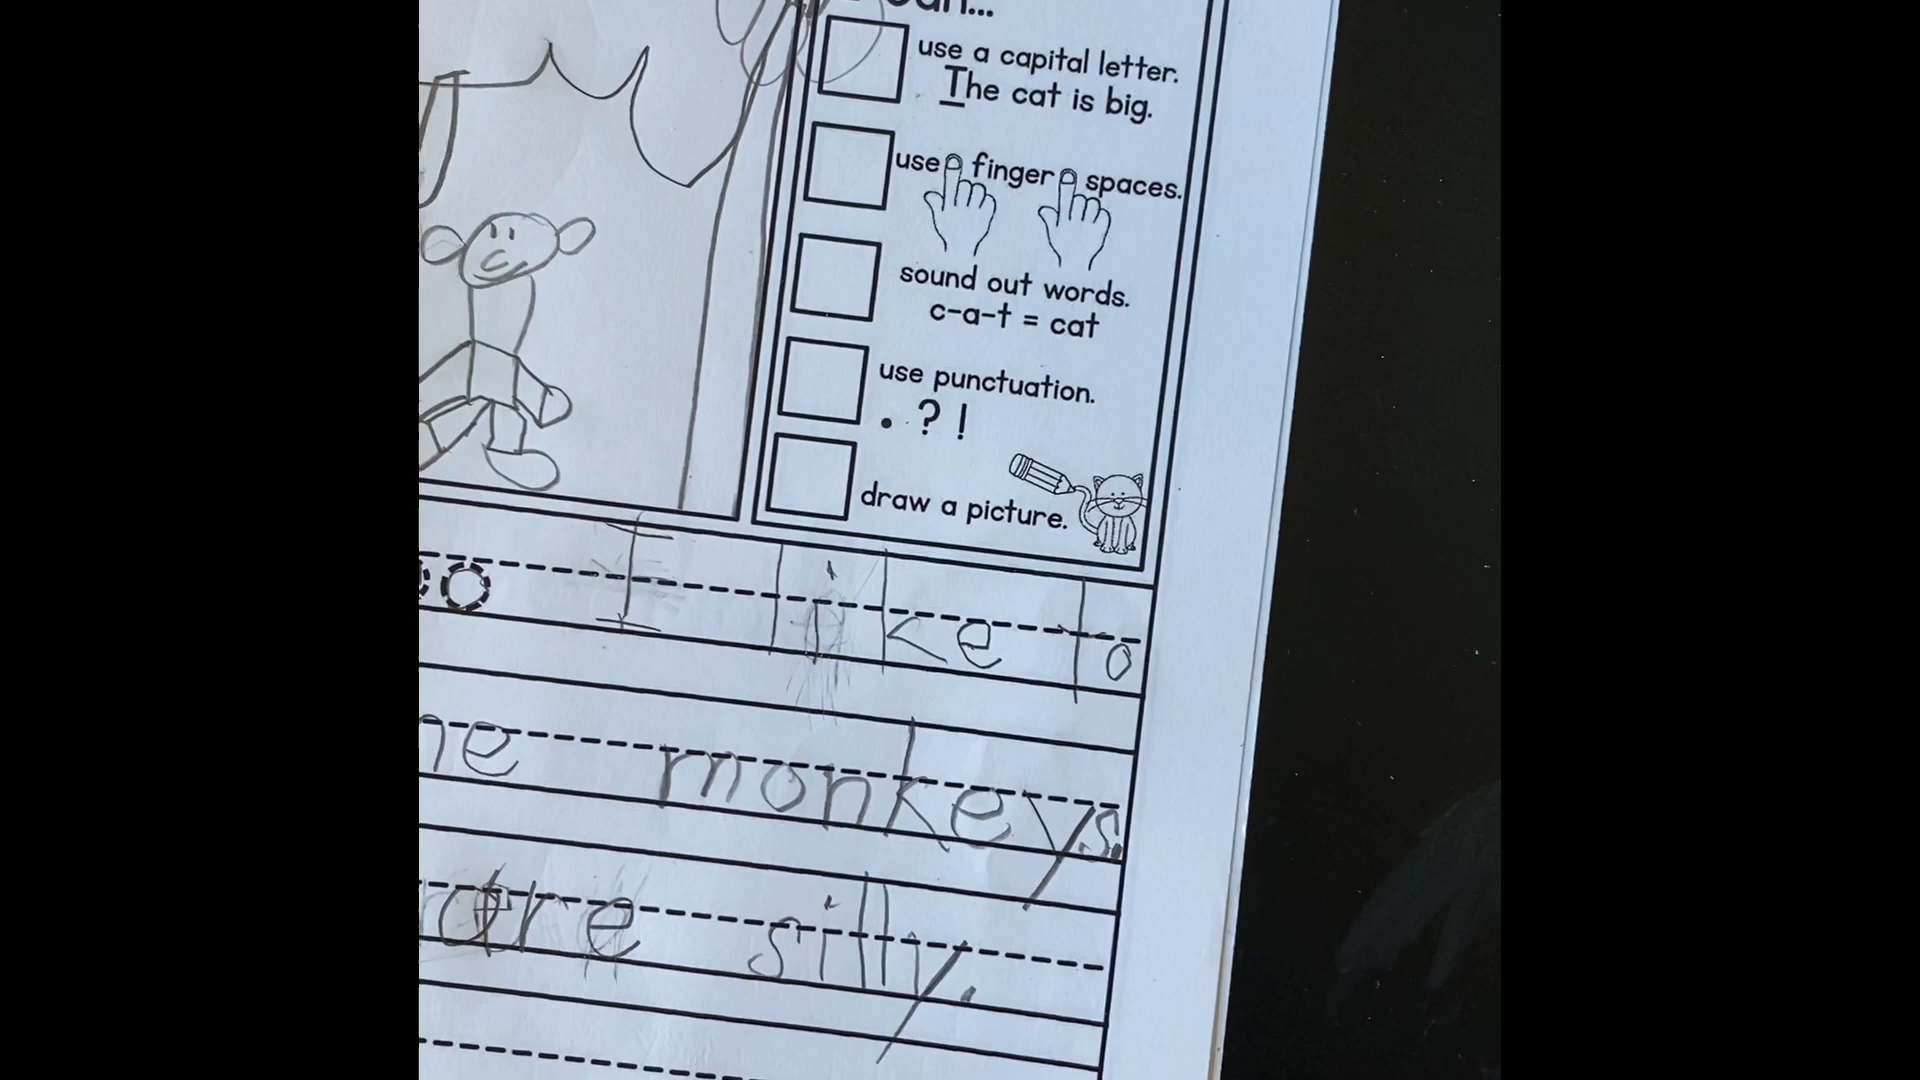 use a capital letter.
The cat is big.
use finger spaces.
sound out words.
c-a-t = cat
use punctuation.
. ? !
draw a picture.
I like to
monkeys.
are silly.